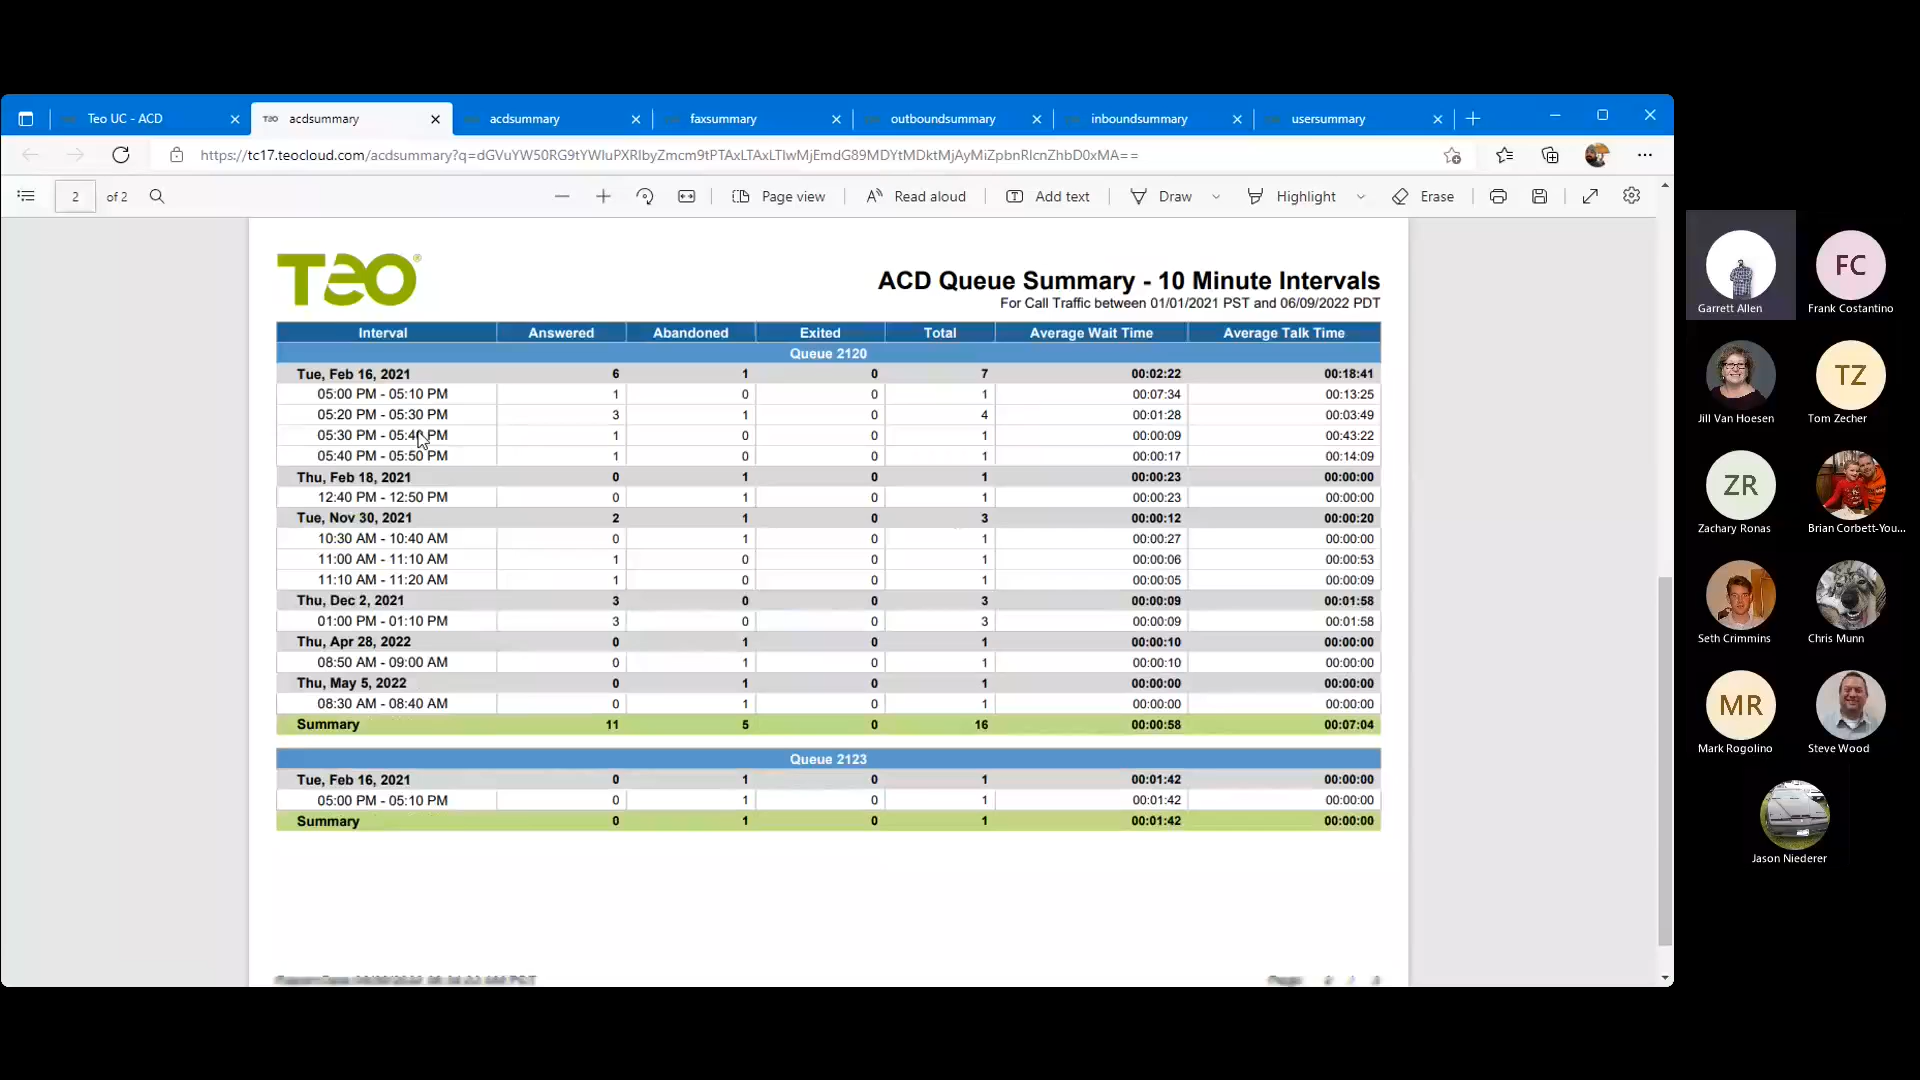 Teo UC - ACD
TEO acdsummary
acdsummary
faxsummary
outboundsummary
inboundsummary
usersummary
2 of 2
Page view
Read aloud
Add text
Draw
Highlight
Erase
Teo®
ACD Queue Summary - 10 Minute Intervals
For Call Traffic between 01/01/2021 PST and 06/09/2022 PDT
Interval Answered Abandoned Exited Total Average Wait Time Average Talk Time
Queue 2120
Tue, Feb 16, 2021 6 1 0 7 00:02:22 00:18:41
05:00 PM - 05:10 PM 1 0 0 1 00:07:34 00:13:25
05:20 PM - 05:30 PM 3 1 0 4 00:01:28 00:03:49
05:30 PM - 05:40 PM 1 0 0 1 00:00:09 00:43:22
05:40 PM - 05:50 PM 1 0 0 1 00:00:17 00:14:09
Thu, Feb 18, 2021 0 1 0 1 00:00:23 00:00:00
12:40 PM - 12:50 PM 0 1 0 1 00:00:23 00:00:00
Tue, Nov 30, 2021 2 1 0 3 00:00:12 00:00:20
10:30 AM - 10:40 AM 0 1 0 1 00:00:27 00:00:00
11:00 AM - 11:10 AM 1 0 0 1 00:00:06 00:00:53
11:10 AM - 11:20 AM 1 0 0 1 00:00:05 00:00:09
Thu, Dec 2, 2021 3 0 0 3 00:00:09 00:01:58
01:00 PM - 01:10 PM 3 0 0 3 00:00:09 00:01:58
Thu, Apr 28, 2022 0 1 0 1 00:00:10 00:00:00
08:50 AM - 09:00 AM 0 1 0 1 00:00:10 00:00:00
Thu, May 5, 2022 0 1 0 1 00:00:00 00:00:00
08:30 AM - 08:40 AM 0 1 0 1 00:00:00 00:00:00
Summary 11 5 0 16 00:00:58 00:07:04
Queue 2123
Tue, Feb 16, 2021 0 1 0 1 00:01:42 00:00:00
05:00 PM - 05:10 PM 0 1 0 1 00:01:42 00:00:00
Summary 0 1 0 1 00:01:42 00:00:00
Garrett Allen
FC
Frank Costantino
Jill Van Hoesen
TZ
Tom Zecher
ZR
Zachary Ronas
Brian Corbett-You...
Seth Crimmins
Chris Munn
MR
Mark Rogolino
Steve Wood
Jason Niederer